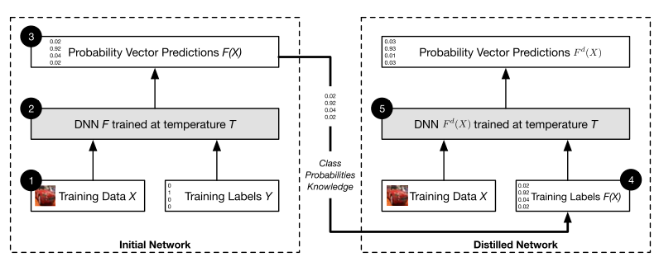 3
0.02
0.92
0.04
0.02
Probability Vector Predictions F(X)
2
DNN F trained at temperature T
1
Training Data X
0
1
0
0
Training Labels Y
Initial Network
0.02
0.92
0.04
0.02
Class
Probabilities
Knowledge
0.03
0.93
0.01
0.03
Probability Vector Predictions F^d(X)
5
DNN F^d(X) trained at temperature T
Training Data X
0.02
0.92
0.04
0.02
Training Labels F(X)
4
Distilled Network